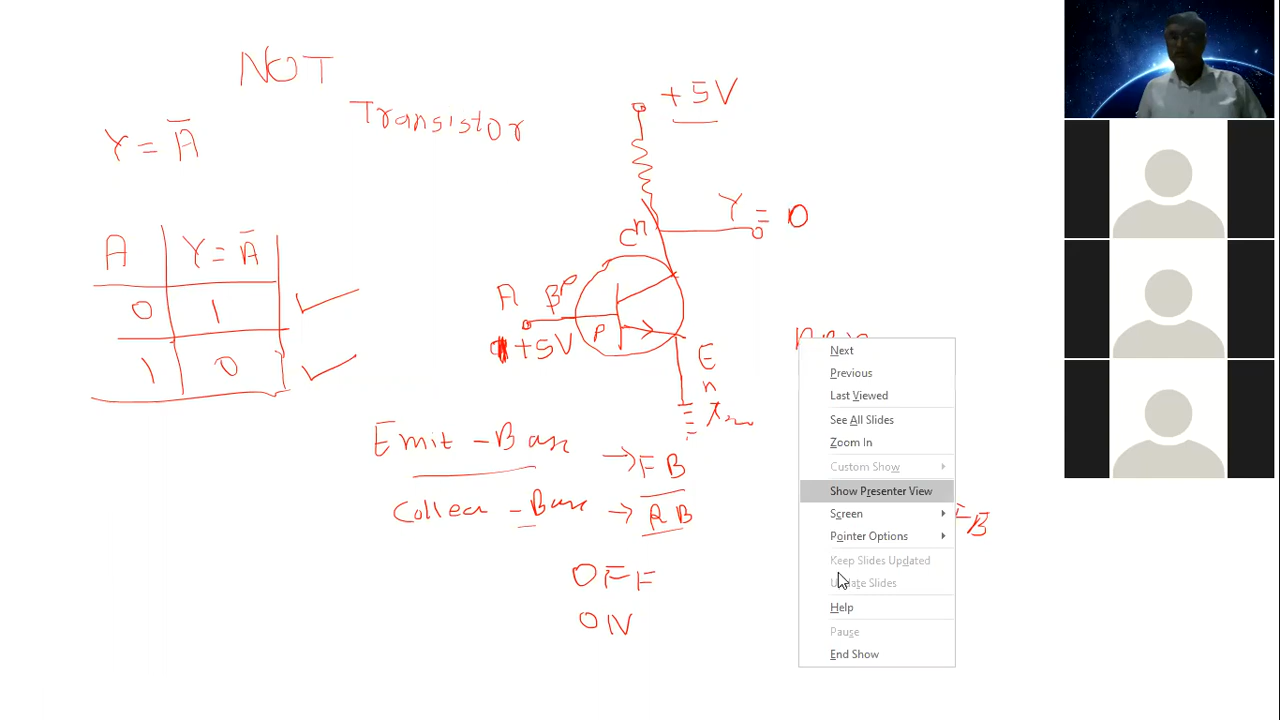 NOT
Transistor
Y = Ā
A | Y = Ā
0 | 1
1 | 0
+5V
Y = 0
C n
A B P
P
+5V
E
n
Emit - Base → FB
Collec - Base → RB
OFF
ON
Next
Previous
Last Viewed
See All Slides
Zoom In
Custom Show
Show Presenter View
Screen
Pointer Options
Keep Slides Updated
Update Slides
Help
Pause
End Show